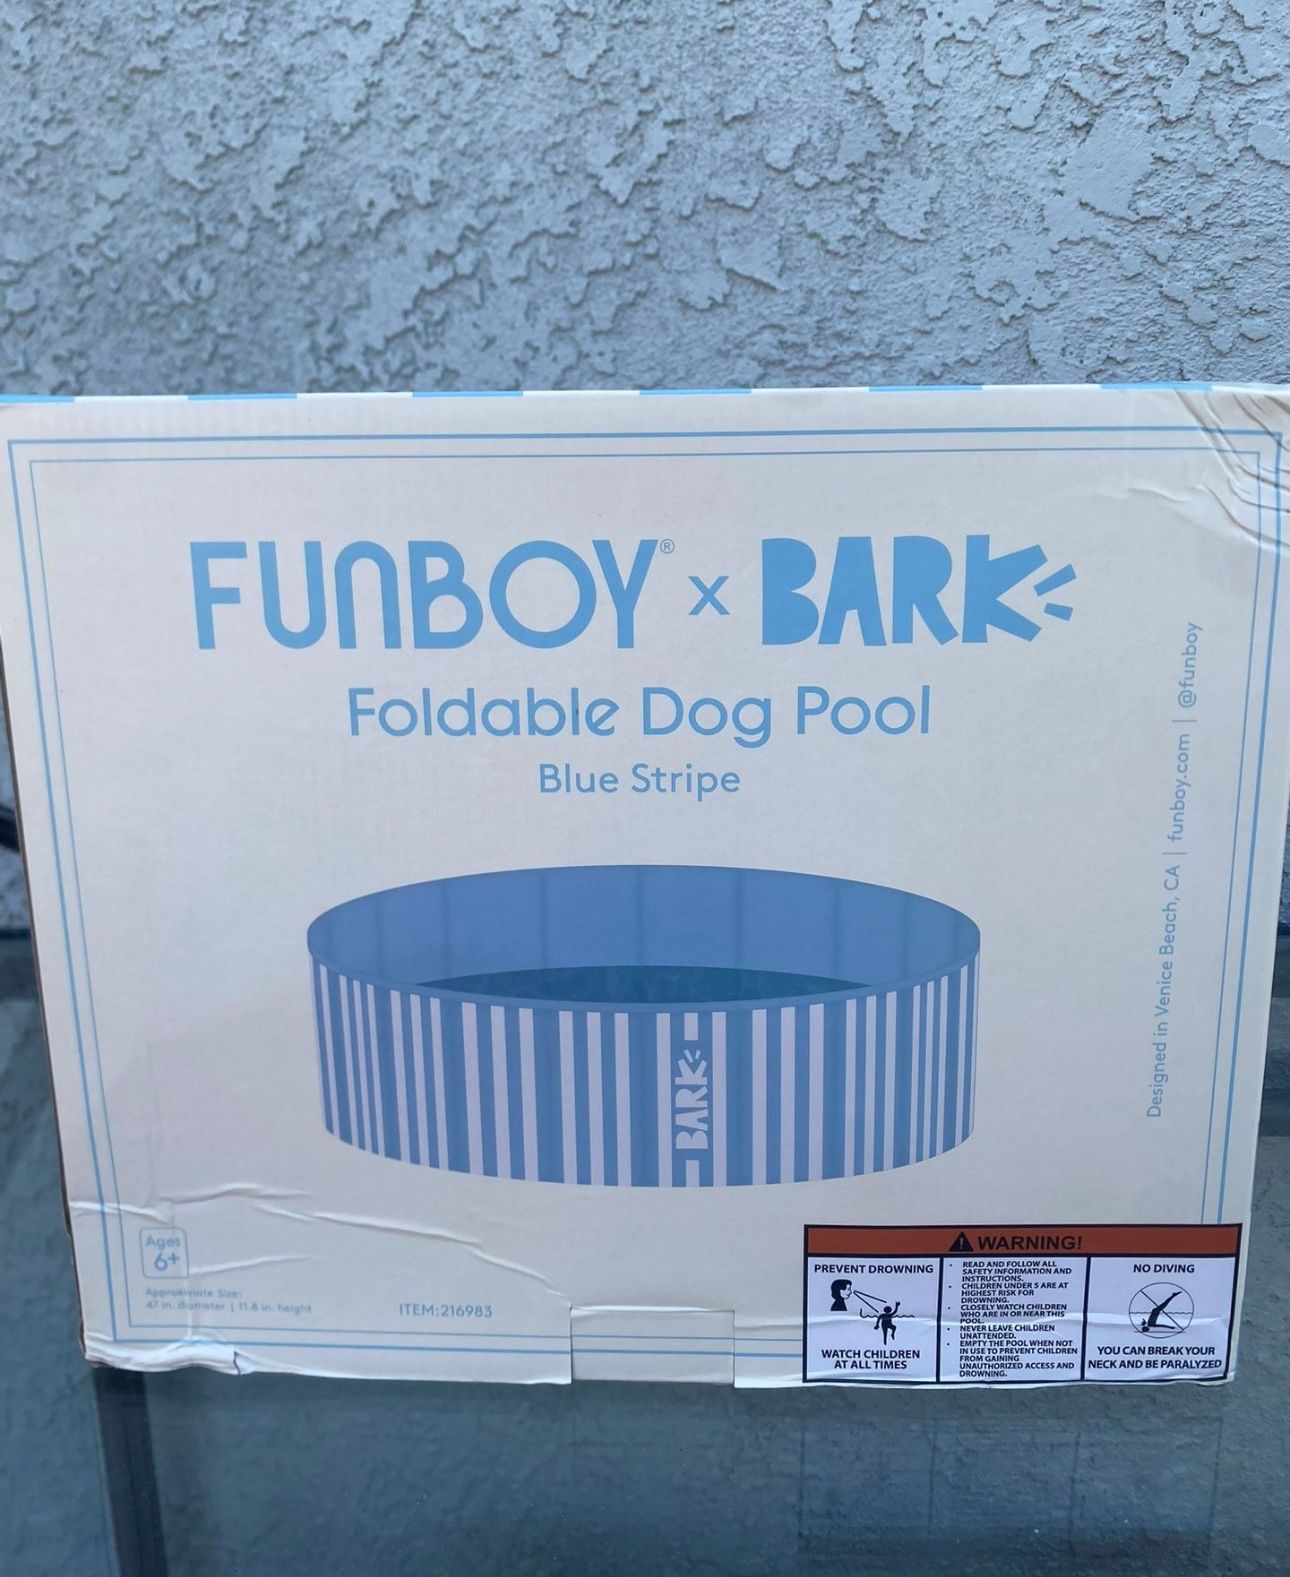 FUNBOY® x BARK
Foldable Dog Pool
Blue Stripe
Designed in Venice Beach, CA | funboy.com | @funboy
BARK
Ages
6+
Approximate Size:
47 in. diameter | 11.8 in. height
ITEM:216983
WARNING!
PREVENT DROWNING
WATCH CHILDREN
AT ALL TIMES
• READ AND FOLLOW ALL
SAFETY INFORMATION AND
INSTRUCTIONS.
• CHILDREN UNDER 5 ARE AT
HIGHEST RISK FOR
DROWNING.
• CLOSELY WATCH CHILDREN
WHO ARE IN OR NEAR THIS
POOL.
• NEVER LEAVE CHILDREN
UNATTENDED.
• EMPTY THE POOL WHEN NOT
IN USE TO PREVENT CHILDREN
FROM GAINING
UNAUTHORIZED ACCESS AND
DROWNING.
NO DIVING
YOU CAN BREAK YOUR
NECK AND BE PARALYZED